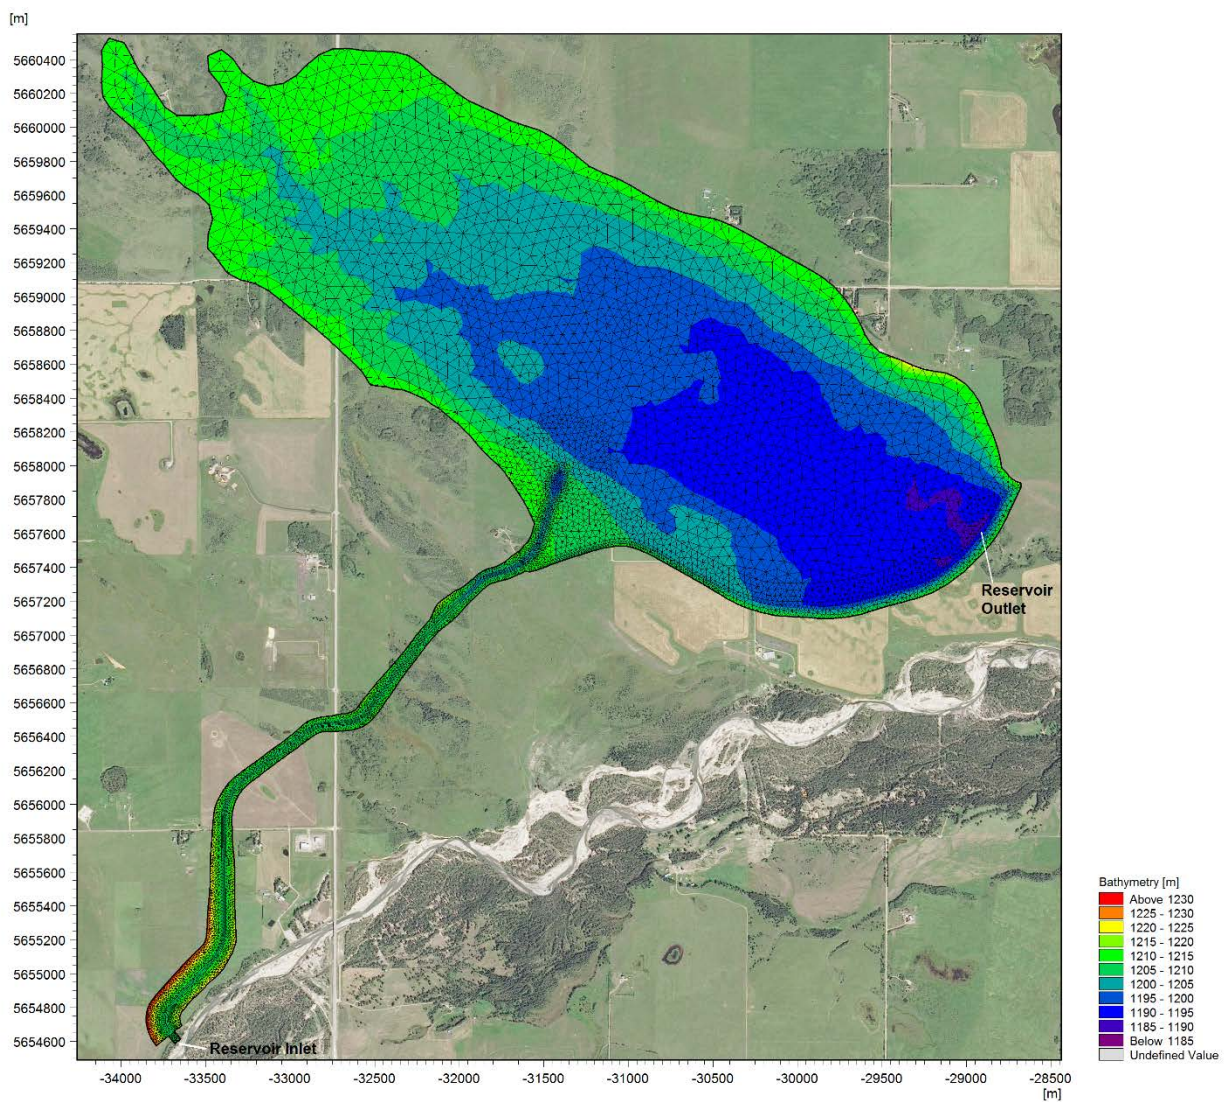 [m]
5660400
5660200
5660000
5659800
5659600
5659400
5659200
5659000
5658800
5658600
5658400
5658200
5658000
5657800
5657600
5657400
5657200
5657000
5656800
5656600
5656400
5656200
5656000
5655800
5655600
5655400
5655200
5655000
5654800
5654600
Reservoir
Outlet
Reservoir Inlet
-34000 -33500 -33000 -32500 -32000 -31500 -31000 -30500 -30000 -29500 -29000 -28500
[m]
Bathymetry [m]
Above 1230
1225 - 1230
1220 - 1225
1215 - 1220
1210 - 1215
1205 - 1210
1200 - 1205
1195 - 1200
1190 - 1195
1185 - 1190
Below 1185
Undefined Value